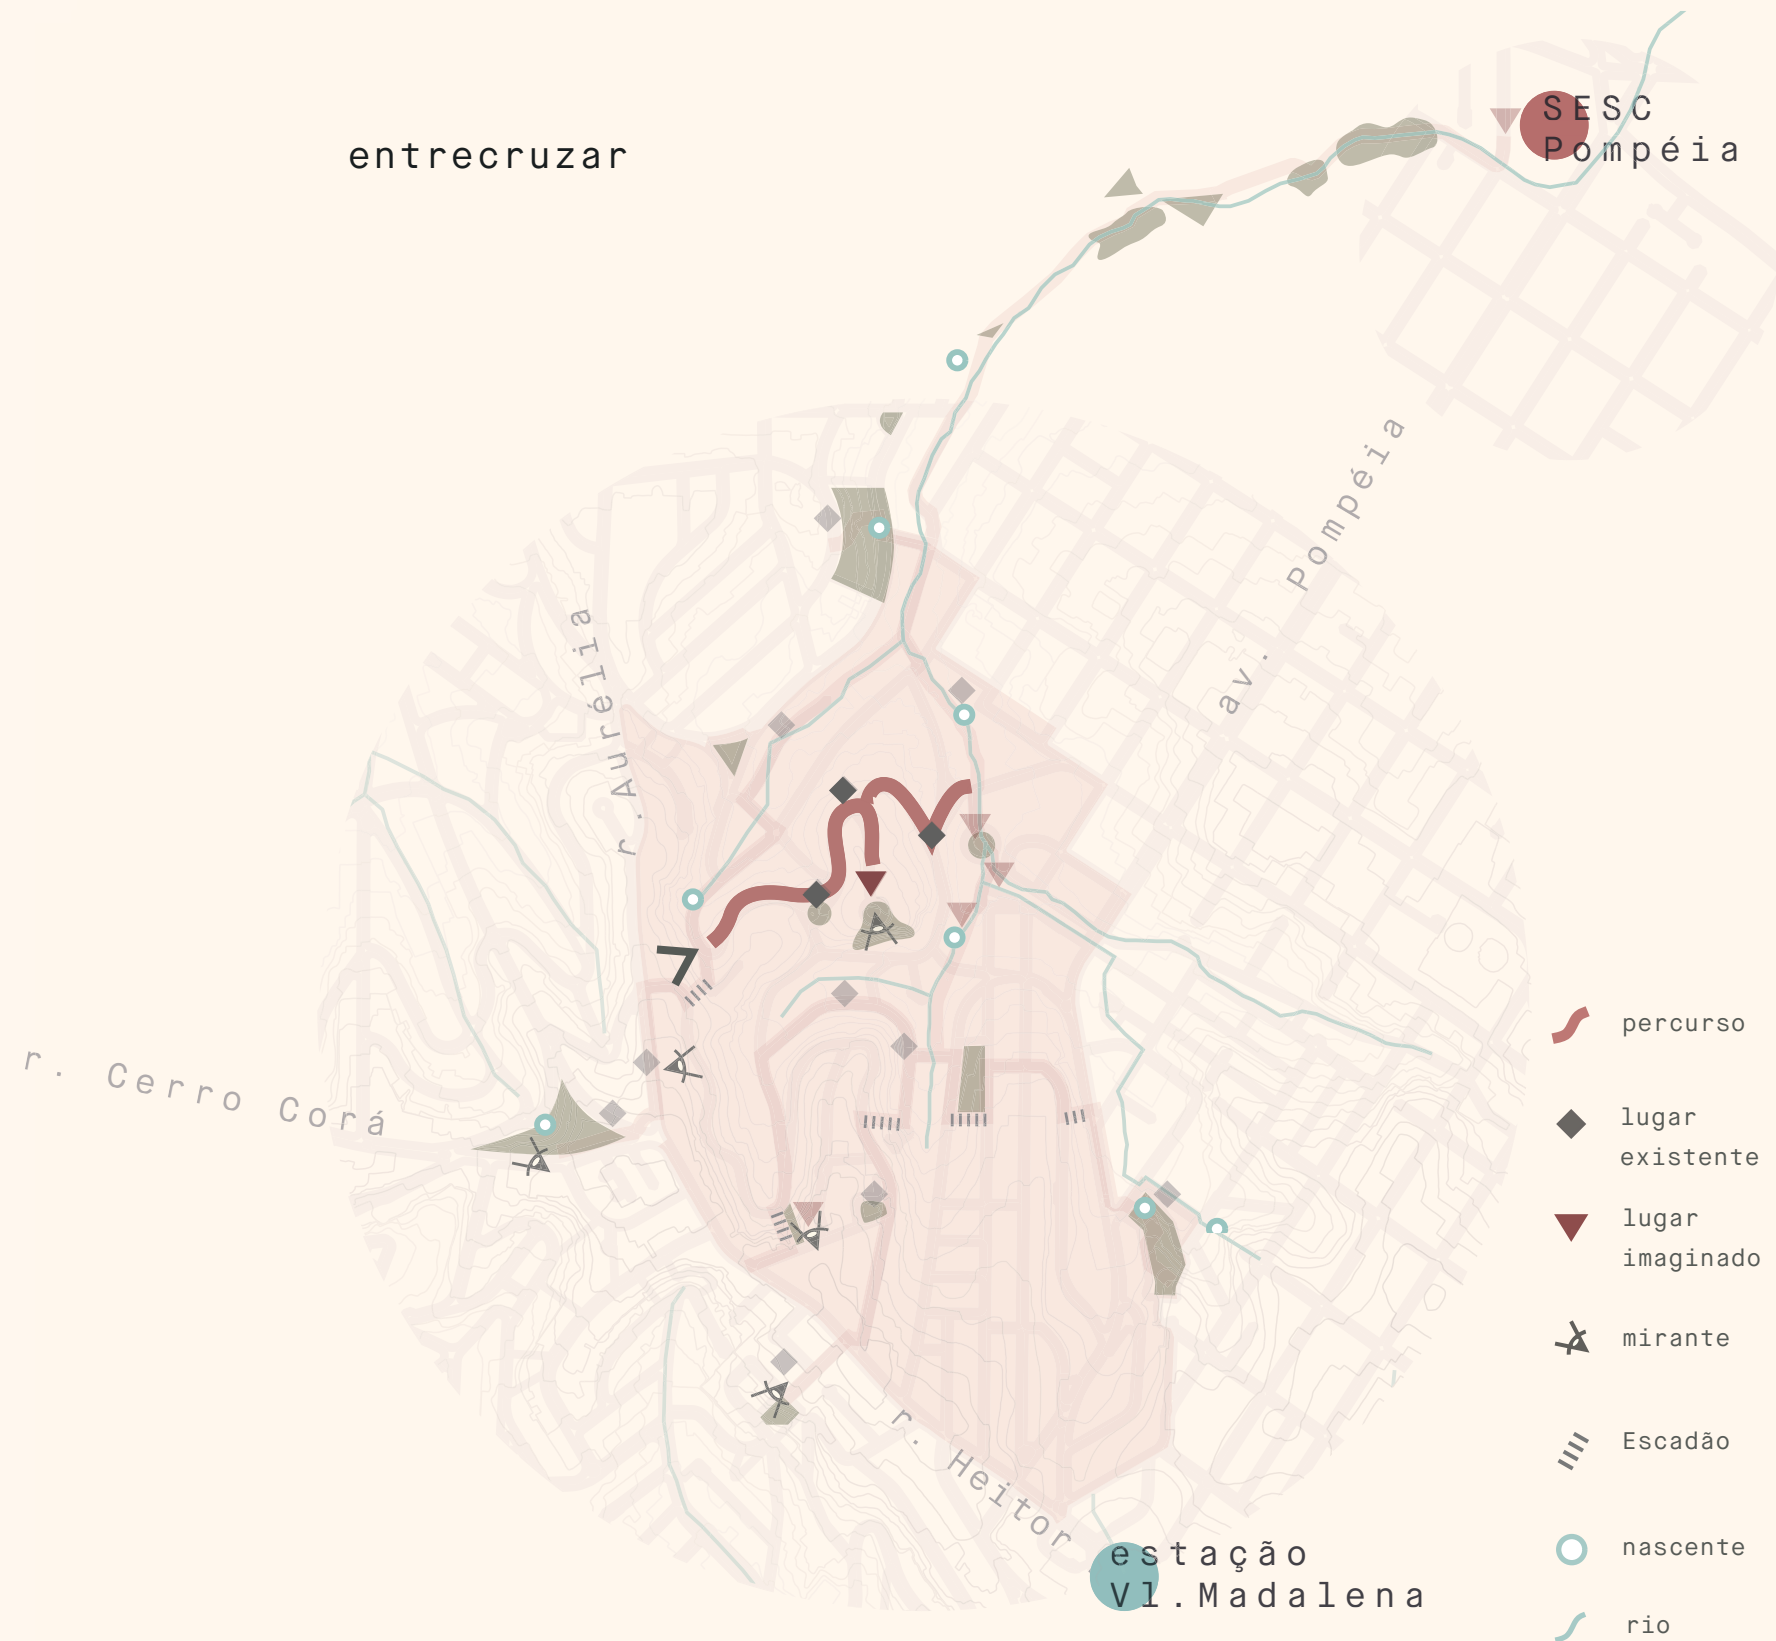 SESC
Pompéia
entrecruzar
av. Pompéia
r. Aurélia
r. Cerro Corá
r. Heitor
estação
Vl.Madalena
percurso
lugar
existente
lugar
imaginado
mirante
Escadão
nascente
rio